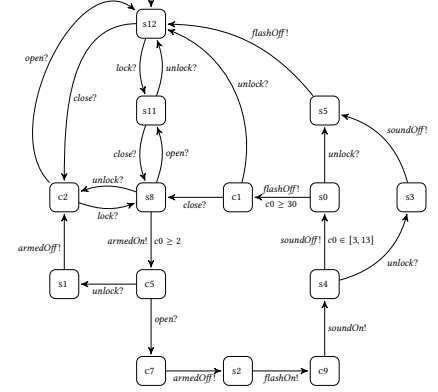 s12
flashOff!
open?
lock?
unlock?
close?
unlock?
s11
s5
soundOff!
close?
open?
unlock?
unlock?
flashOff!
c2
s8
c1
s0
s3
lock?
close?
c0 ≥ 30
armedOff!
armedOn!
c0 ≥ 2
soundOff!
c0 ∈ [3, 13]
unlock?
s1
c5
s4
unlock?
open?
soundOn!
c7
s2
c9
armedOff!
flashOn!